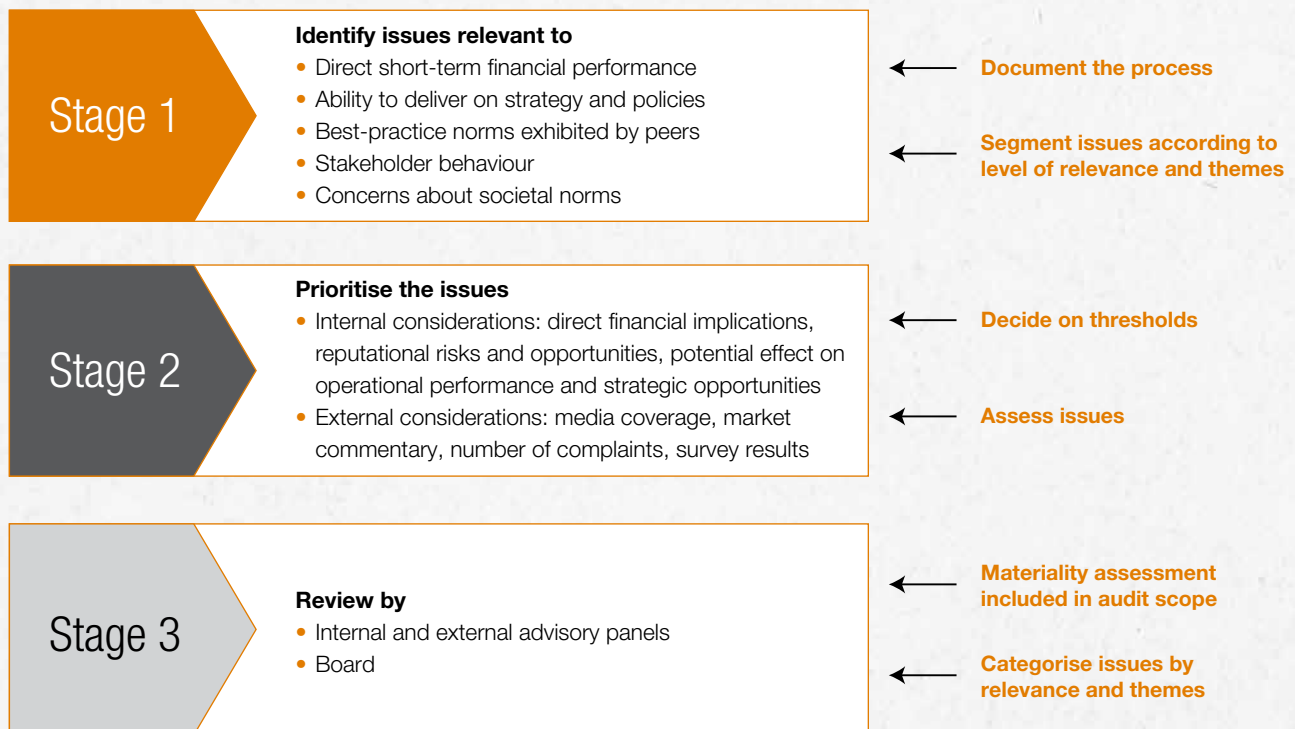 Stage 1
Identify issues relevant to
• Direct short-term financial performance
• Ability to deliver on strategy and policies
• Best-practice norms exhibited by peers
• Stakeholder behaviour
• Concerns about societal norms
Document the process
Segment issues according to
level of relevance and themes
Stage 2
Prioritise the issues
• Internal considerations: direct financial implications,
reputational risks and opportunities, potential effect on
operational performance and strategic opportunities
• External considerations: media coverage, market
commentary, number of complaints, survey results
Decide on thresholds
Assess issues
Stage 3
Review by
• Internal and external advisory panels
• Board
Materiality assessment
included in audit scope
Categorise issues by
relevance and themes